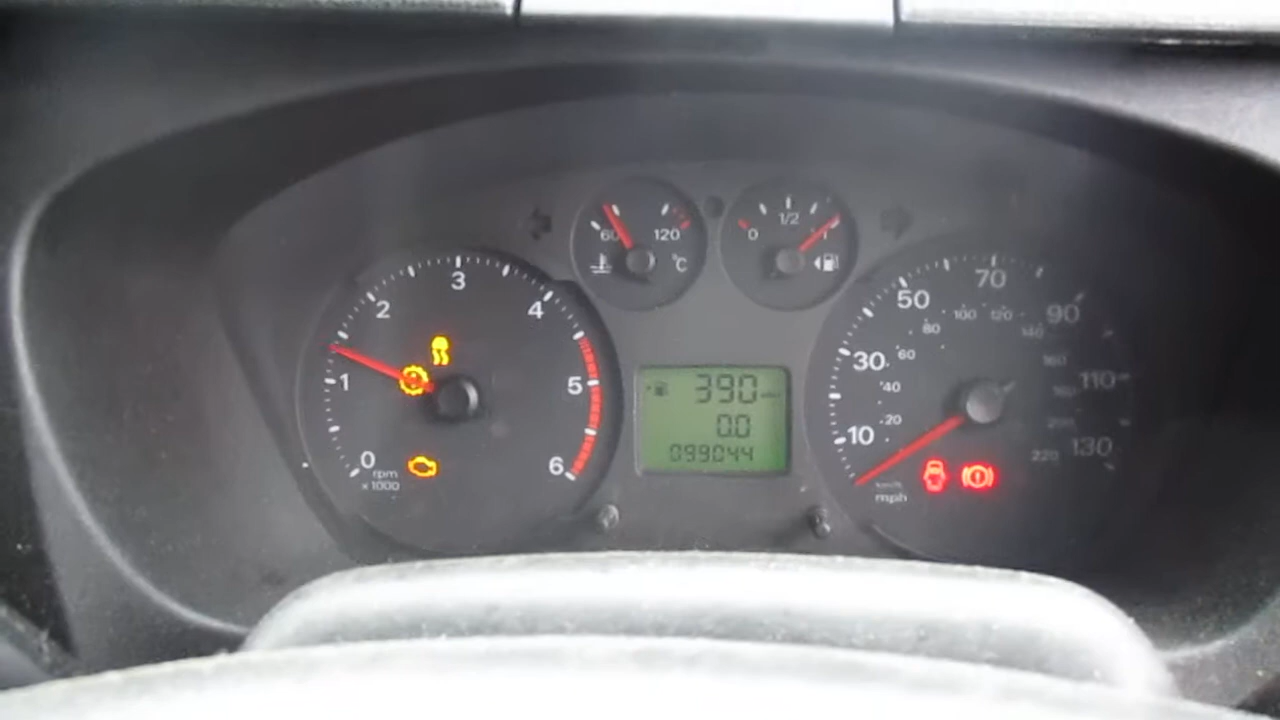 60 120
°C
0 1/2 1
0 1 2 3 4 5 6
rpm
x1000
390
0.0
099044
10 30 50 70 90 110 130
20 40 60 80 100 120 140 160 180 200 220
km/h
mph